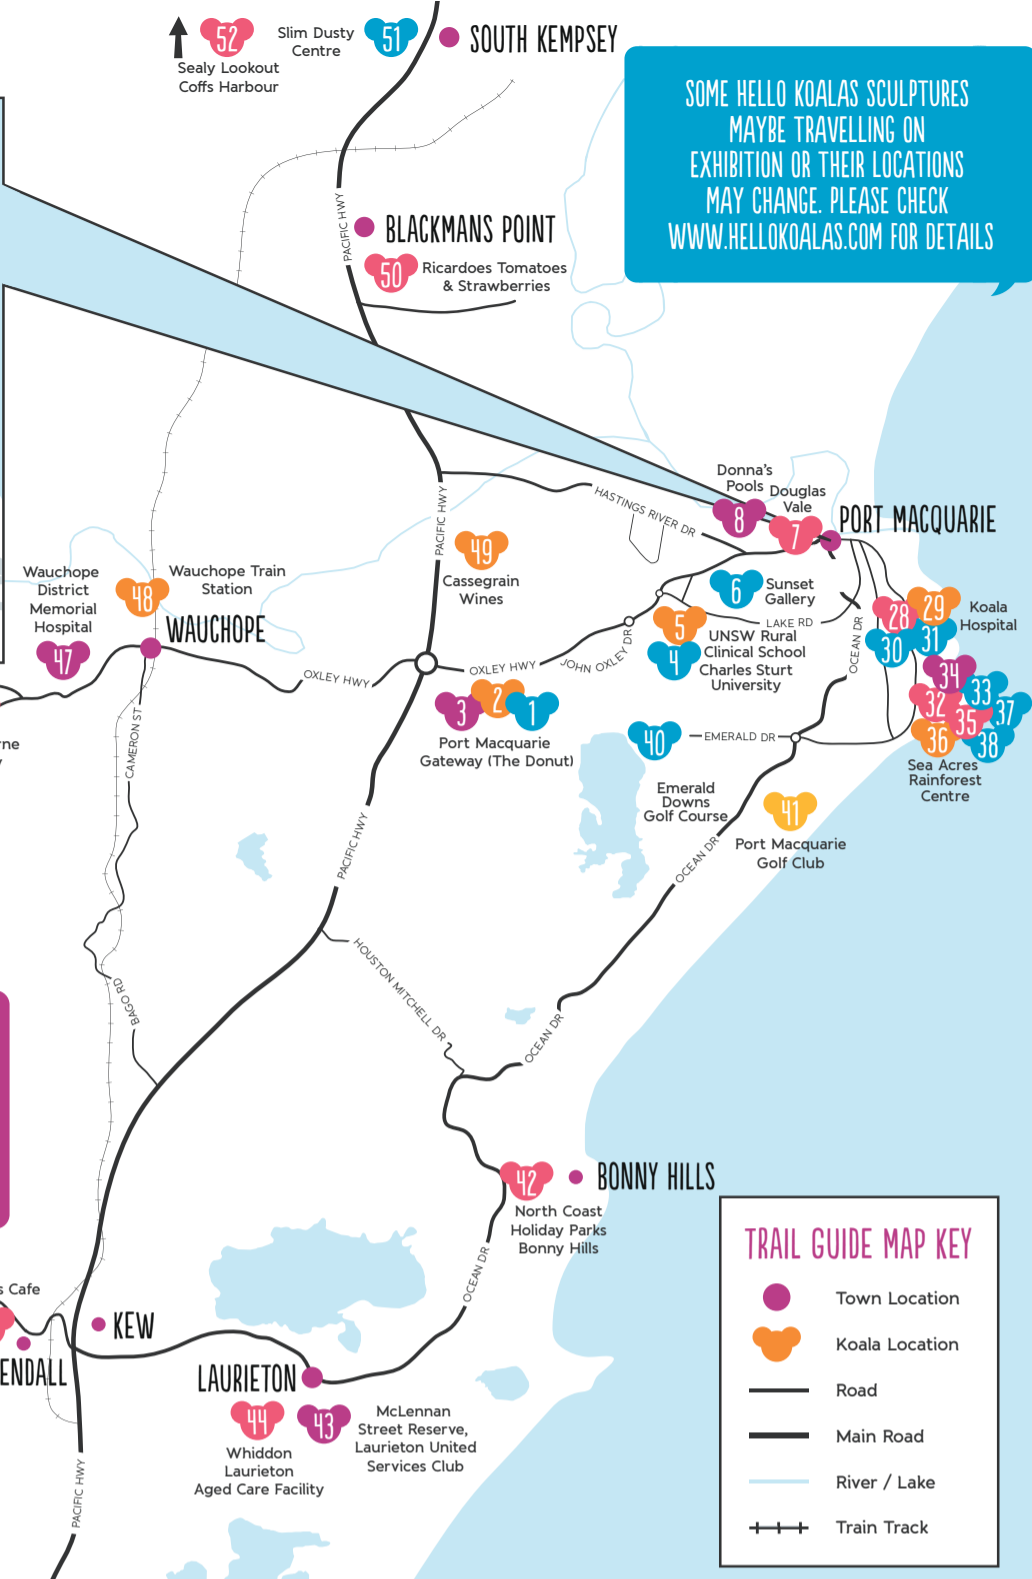 52
Sealy Lookout
Coffs Harbour
Slim Dusty
Centre
51
SOUTH KEMPSEY
SOME HELLO KOALAS SCULPTURES
MAYBE TRAVELLING ON
EXHIBITION OR THEIR LOCATIONS
MAY CHANGE. PLEASE CHECK
WWW.HELLOKOALAS.COM FOR DETAILS
PACIFIC HWY
BLACKMANS POINT
50
Ricardoes Tomatoes
& Strawberries
Donna's
Pools
8
Douglas
Vale
7
PORT MACQUARIE
HASTINGS RIVER DR
PACIFIC HWY
49
Cassegrain
Wines
Wauchope
District
Memorial
Hospital
47
48
Wauchope Train
Station
WAUCHOPE
6
Sunset
Gallery
LAKE RD
5
UNSW Rural
Clinical School
4
Charles Sturt
University
28
29
Koala
Hospital
30
31
OCEAN DR
OXLEY HWY
OXLEY HWY
JOHN OXLEY DR
3
2
1
Port Macquarie
Gateway (The Donut)
34
33
32
35
37
36
38
Sea Acres
Rainforest
Centre
CAMERON ST
40
EMERALD DR
Emerald
Downs
Golf Course
41
Port Macquarie
Golf Club
OCEAN DR
PACIFIC HWY
HOUSTON MITCHELL DR
BAGO RD
OCEAN DR
42
BONNY HILLS
North Coast
Holiday Parks
Bonny Hills
OCEAN DR
s Cafe
KEW
ENDALL
LAURIETON
44
Whiddon
Laurieton
Aged Care Facility
43
McLennan
Street Reserve,
Laurieton United
Services Club
PACIFIC HWY
TRAIL GUIDE MAP KEY
Town Location
Koala Location
Road
Main Road
River / Lake
Train Track